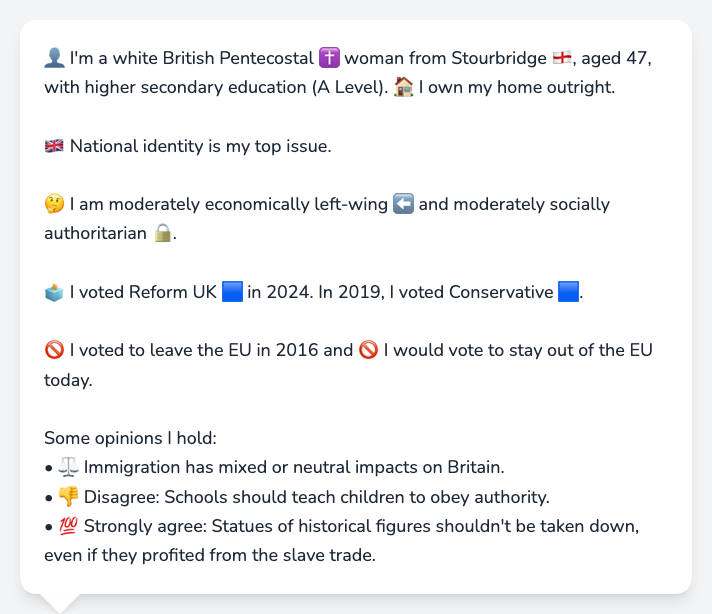 👤 I'm a white British Pentecostal ✝️ woman from Stourbridge 🏴󠁧󠁢󠁥󠁮󠁧󠁿, aged 47,
with higher secondary education (A Level). 🏠 I own my home outright.
🇬🇧 National identity is my top issue.
🤔 I am moderately economically left-wing ⬅️ and moderately socially
authoritarian 🔒.
🗳️ I voted Reform UK 🟦 in 2024. In 2019, I voted Conservative 🟦.
🚫 I voted to leave the EU in 2016 and 🚫 I would vote to stay out of the EU
today.
Some opinions I hold:
• ⚖️ Immigration has mixed or neutral impacts on Britain.
• 👎 Disagree: Schools should teach children to obey authority.
• 💯 Strongly agree: Statues of historical figures shouldn't be taken down,
even if they profited from the slave trade.